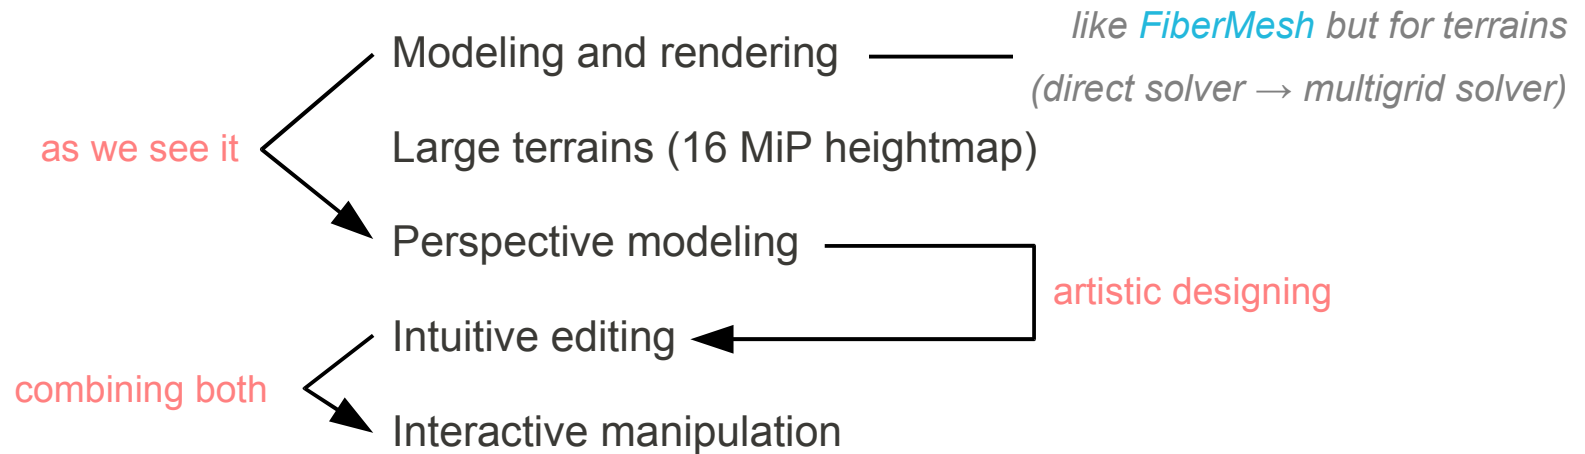 like FiberMesh but for terrains
Modeling and rendering
(direct solver → multigrid solver)
as we see it
Large terrains (16 MiP heightmap)
Perspective modeling
artistic designing
Intuitive editing
combining both
Interactive manipulation